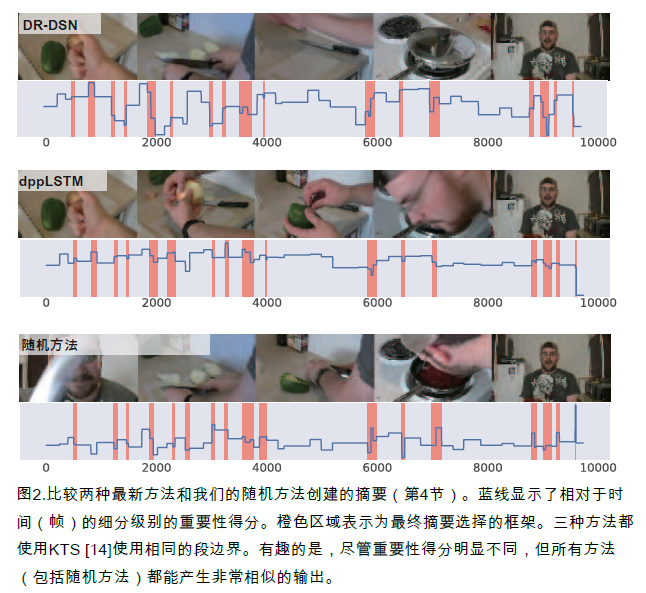 DR-DSN
0 2000 4000 6000 8000 10000
dppLSTM
0 2000 4000 6000 8000 10000
随机方法
0 2000 4000 6000 8000 10000
图2.比较两种最新方法和我们的随机方法创建的摘要（第4节）。蓝线显示了相对于时
间（帧）的细分级别的重要性得分。橙色区域表示为最终摘要选择的框架。三种方法都
使用KTS [14]使用相同的段边界。有趣的是，尽管重要性得分明显不同，但所有方法
（包括随机方法）都能产生非常相似的输出。